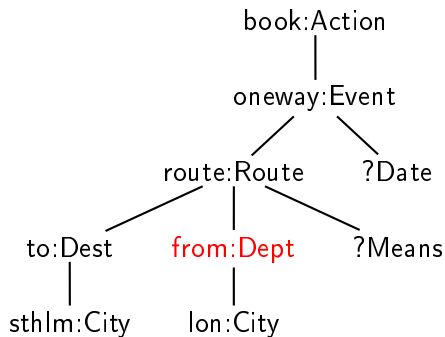 book:Action
oneway:Event
route:Route ?Date
to:Dest from:Dept ?Means
sthlm:City lon:City